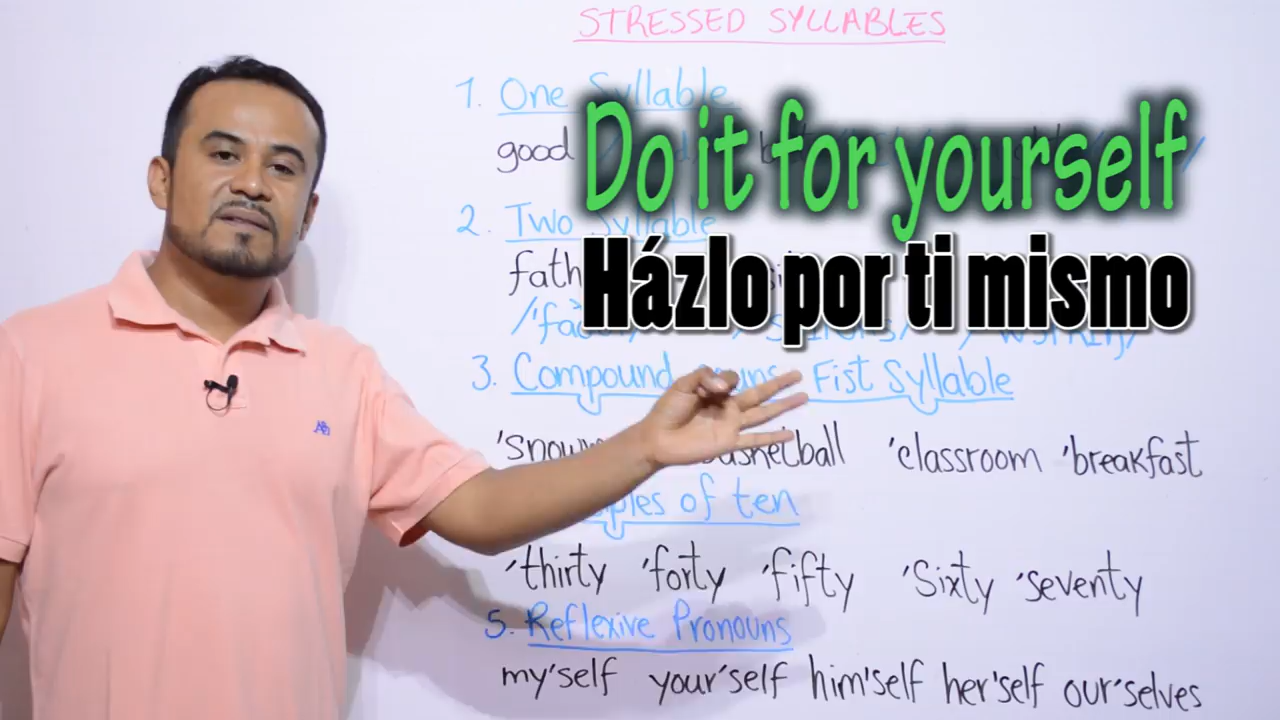 STRESSED SYLLABLES
1. One Syllable
good
Do it for yourself
2. Two Syllable
Házlo por ti mismo
3. Compound Fist Syllable
'classroom 'breakfast
of ten
'thirty 'forty 'fifty 'Sixty 'seventy
5. Reflexive Pronouns
my'self your'self him'self her'self our'selves